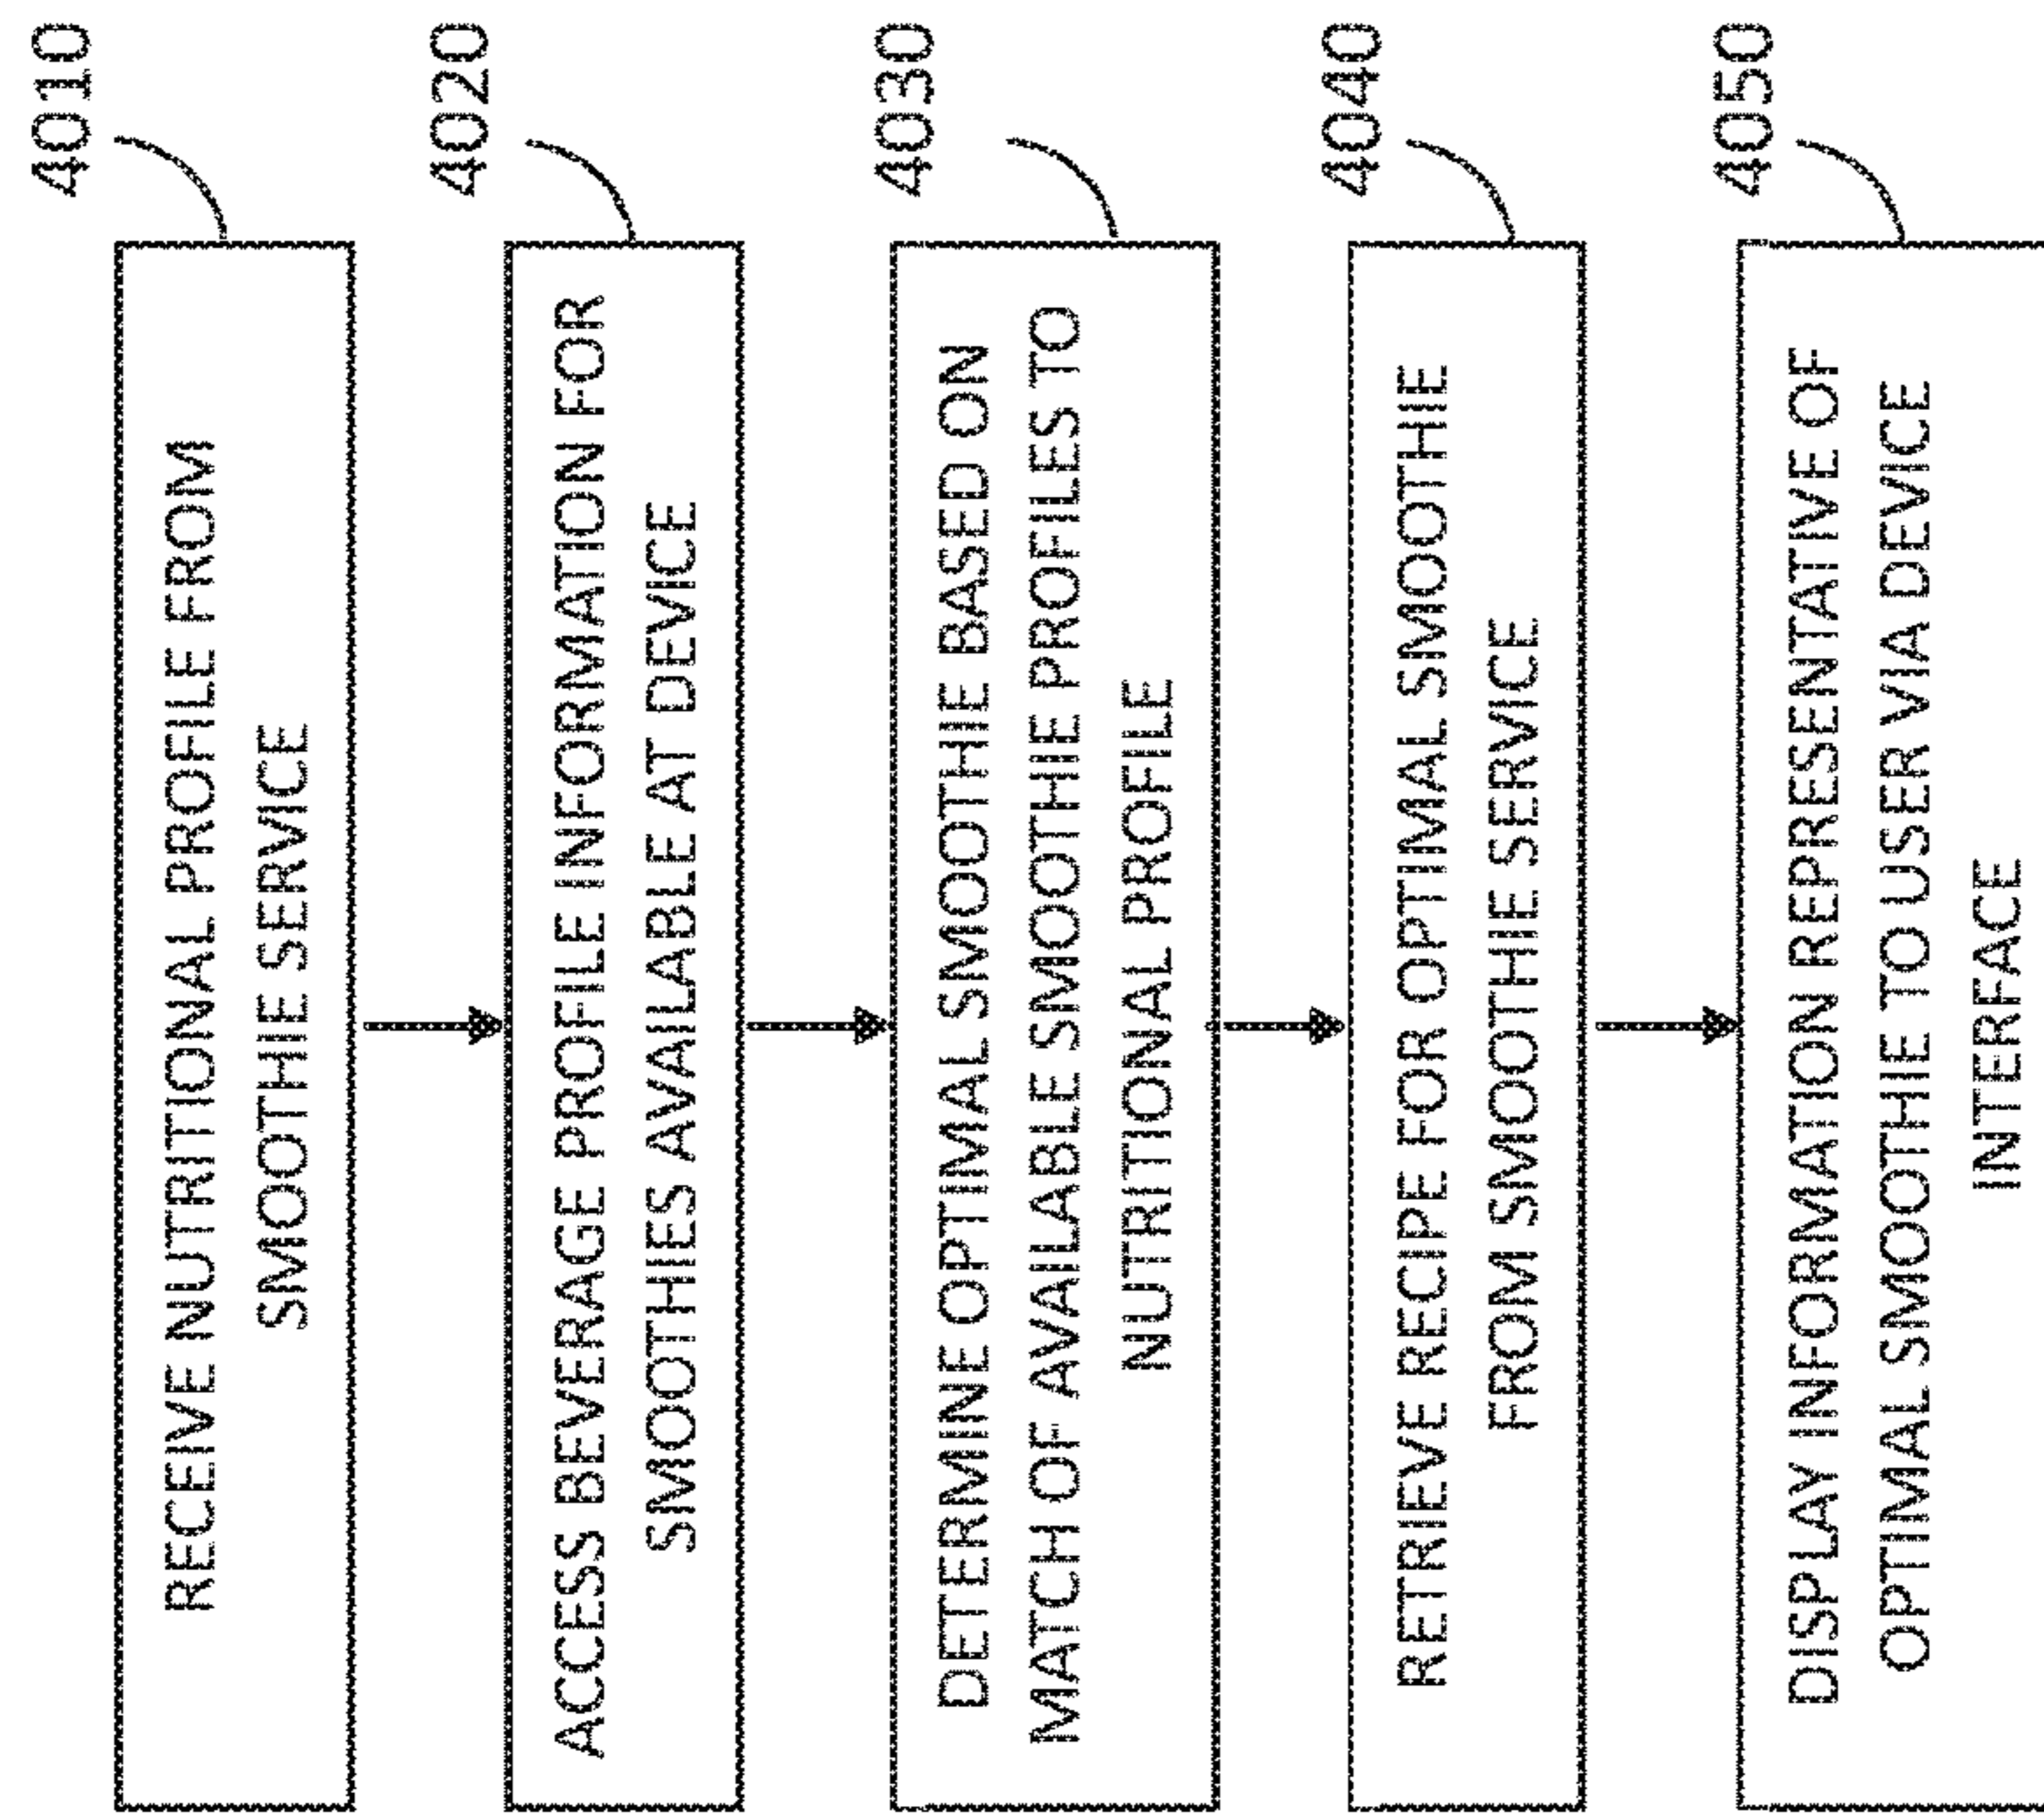 4010
RECEIVE NUTRITIONAL PROFILE FROM
SMOOTHIE SERVICE
4020
ACCESS BEVERAGE PROFILE INFORMATION FOR
SMOOTHIES AVAILABLE AT DEVICE
4030
DETERMINE OPTIMAL SMOOTHIE BASED ON
MATCH OF AVAILABLE SMOOTHIE PROFILES TO
NUTRITIONAL PROFILE
4040
RETRIEVE RECIPE FOR OPTIMAL SMOOTHIE
FROM SMOOTHIE SERVICE
4050
DISPLAY INFORMATION REPRESENTATIVE OF
OPTIMAL SMOOTHIE TO USER VIA DEVICE
INTERFACE